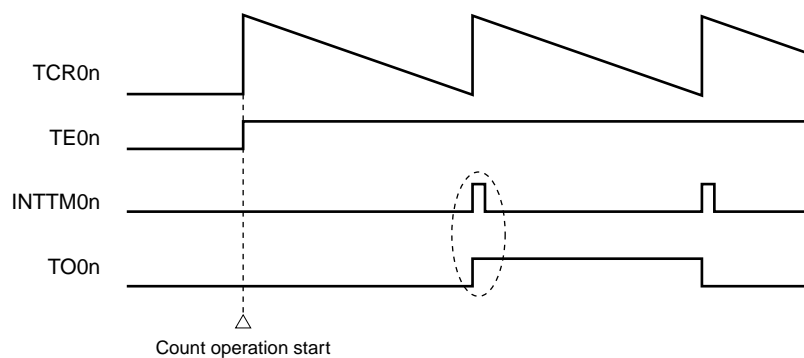 TCR0n
TE0n
INTTM0n
TO0n
Count operation start